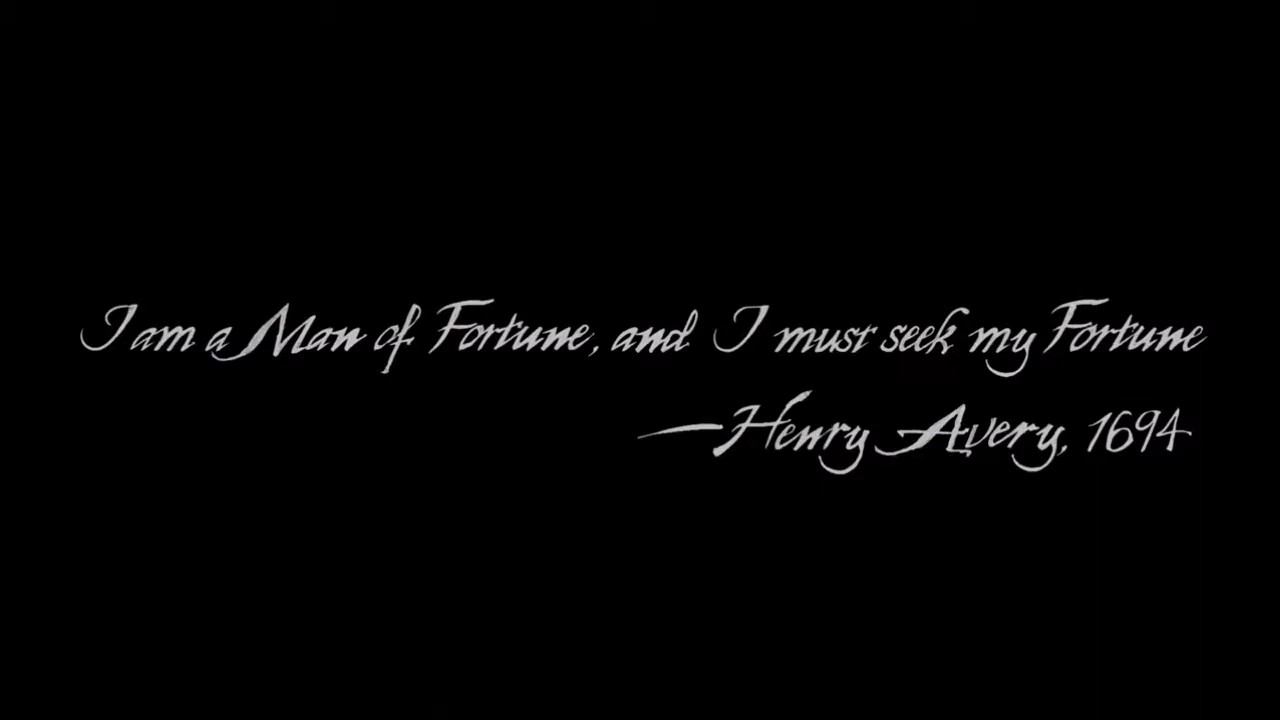 I am a Man of Fortune, and I must seek my Fortune
—Henry Avery, 1694